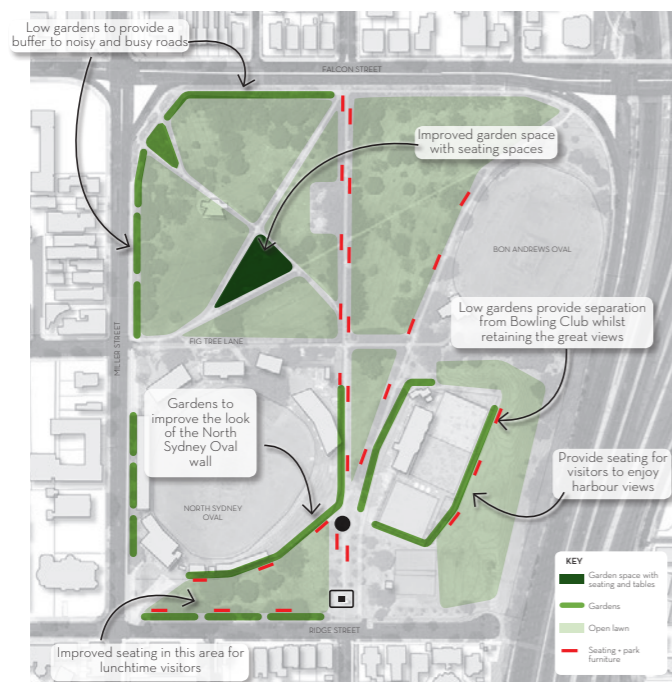 Low gardens to provide a
buffer to noisy and busy roads
FALCON STREET
Improved garden space
with seating spaces
BON ANDREWS OVAL
MILLER STREET
FIG TREE LANE
Low gardens provide separation
from Bowling Club whilst
retaining the great views
Gardens to
improve the look
of the North
Sydney Oval
wall
Provide seating for
visitors to enjoy
harbour views
NORTH SYDNEY
OVAL
KEY
Garden space with
seating and tables
Gardens
Open lawn
Seating + park
furniture
RIDGE STREET
Improved seating in this area for
lunchtime visitors